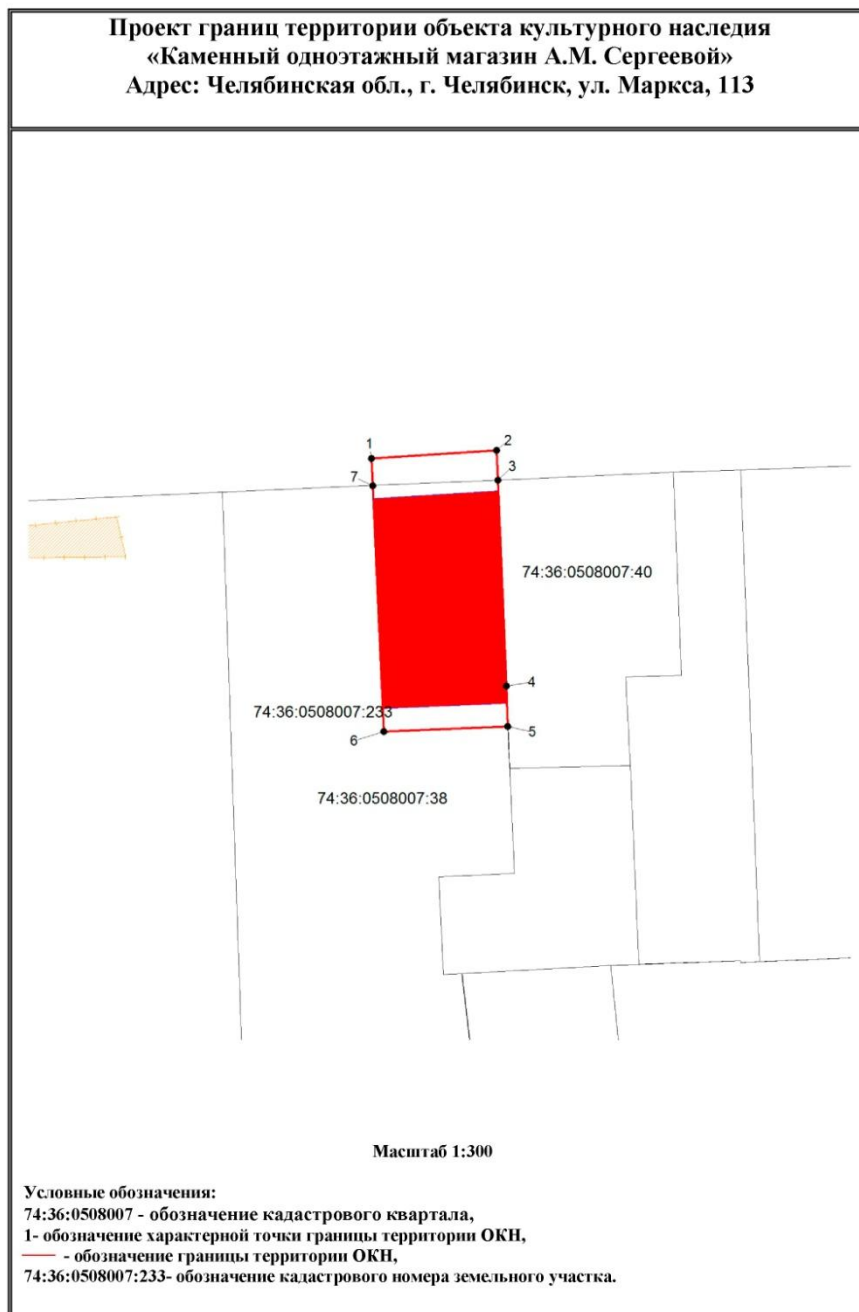 Проект границ территории объекта культурного наследия
«Каменный одноэтажный магазин А.М. Сергеевой»
Адрес: Челябинская обл., г. Челябинск, ул. Маркса, 113
1
2
7
3
74:36:0508007:40
4
74:36:0508007:233
6
5
74:36:0508007:38
Масштаб 1:300
Условные обозначения:
74:36:0508007 - обозначение кадастрового квартала,
1- обозначение характерной точки границы территории ОКН,
- обозначение границы территории ОКН,
74:36:0508007:233- обозначение кадастрового номера земельного участка.